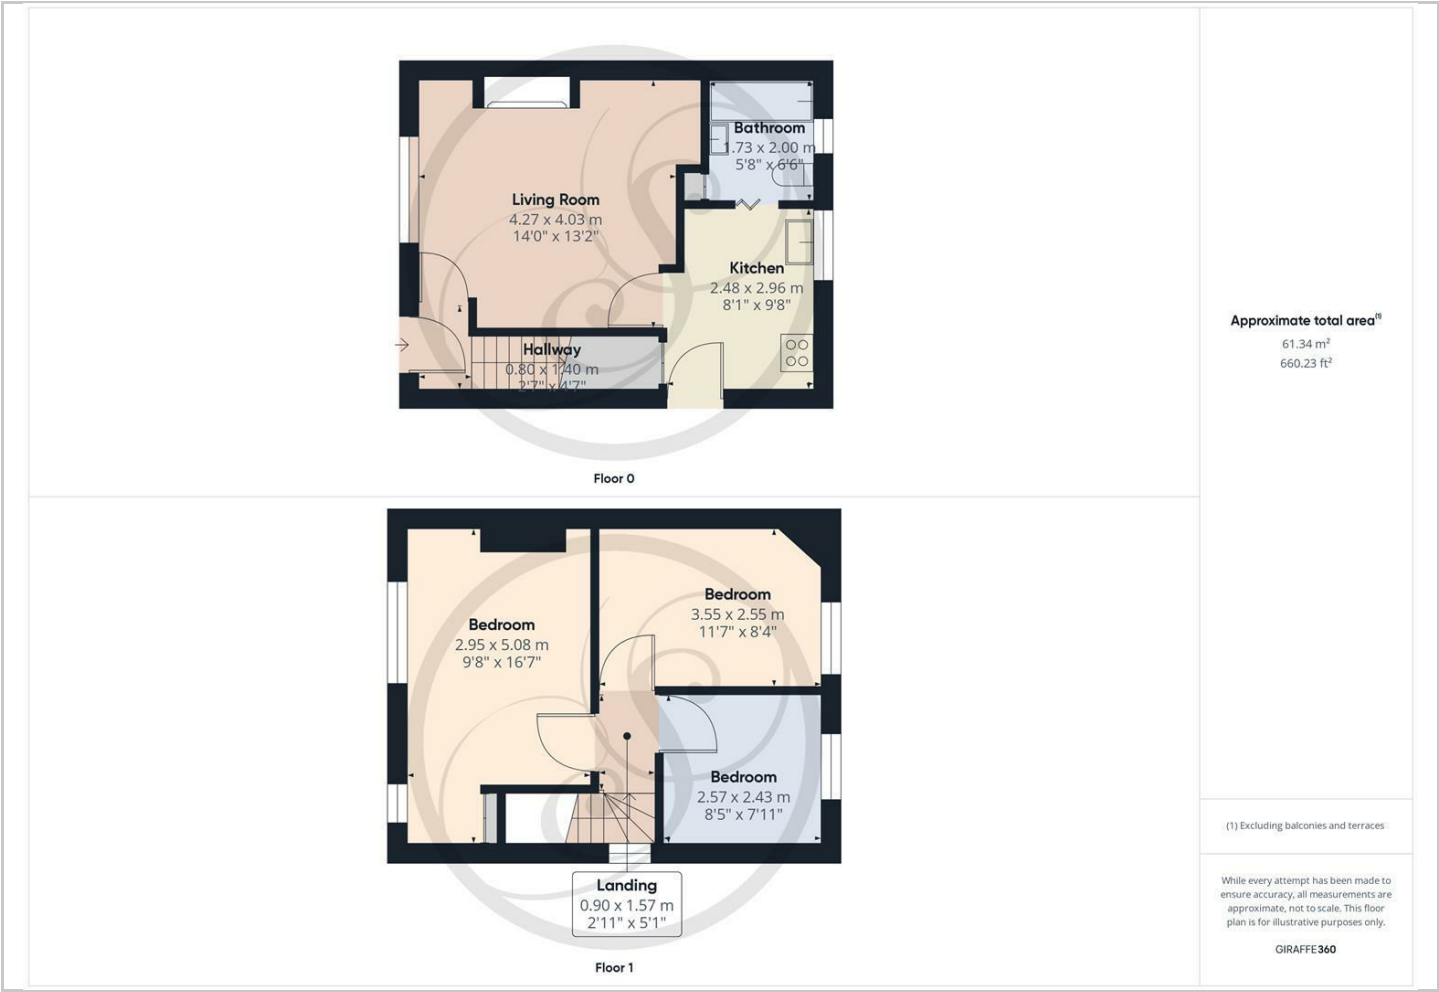 Bathroom
1.73 x 2.00 m
5'8" x 6'6"
Living Room
4.27 x 4.03 m
14'0" x 13'2"
Kitchen
2.48 x 2.96 m
8'1" x 9'8"
Hallway
0.80 x 1.40 m
2'7" x 4'7"
Floor 0
Bedroom
3.55 x 2.55 m
11'7" x 8'4"
Bedroom
2.95 x 5.08 m
9'8" x 16'7"
Bedroom
2.57 x 2.43 m
8'5" x 7'11"
Landing
0.90 x 1.57 m
2'11" x 5'1"
Floor 1
Approximate total area(1)
61.34 m²
660.23 ft²
(1) Excluding balconies and terraces
While every attempt has been made to
ensure accuracy, all measurements are
approximate, not to scale. This floor
plan is for illustrative purposes only.
GIRAFFE360